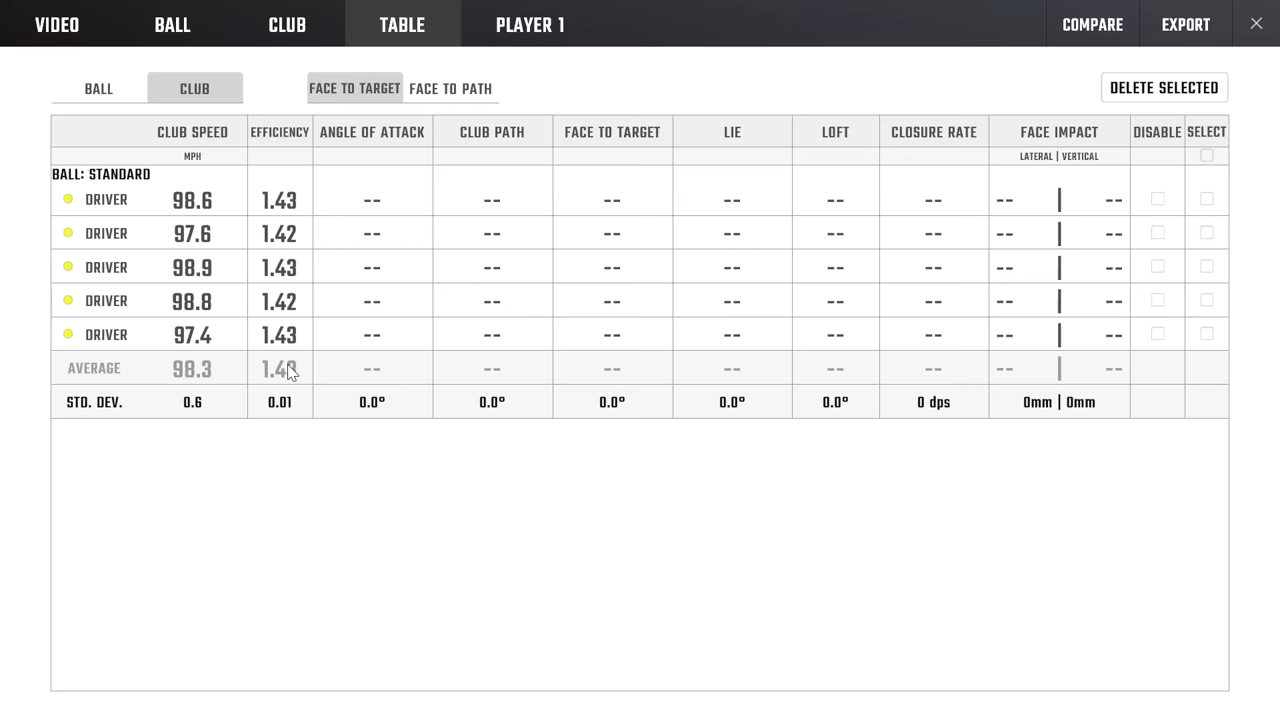 VIDEO BALL CLUB TABLE PLAYER 1 COMPARE EXPORT
BALL CLUB FACE TO TARGET FACE TO PATH DELETE SELECTED
CLUB SPEED EFFICIENCY ANGLE OF ATTACK CLUB PATH FACE TO TARGET LIE LOFT CLOSURE RATE FACE IMPACT DISABLE SELECT
MPH LATERAL | VERTICAL
BALL: STANDARD
DRIVER 98.6 1.43 -- -- -- -- -- -- -- | --
DRIVER 97.6 1.42 -- -- -- -- -- -- -- | --
DRIVER 98.9 1.43 -- -- -- -- -- -- -- | --
DRIVER 98.8 1.42 -- -- -- -- -- -- -- | --
DRIVER 97.4 1.43 -- -- -- -- -- -- -- | --
AVERAGE 98.3 -- -- -- -- -- -- -- | --
STD. DEV. 0.6 0.01 0.0° 0.0° 0.0° 0.0° 0.0° 0 dps 0mm | 0mm